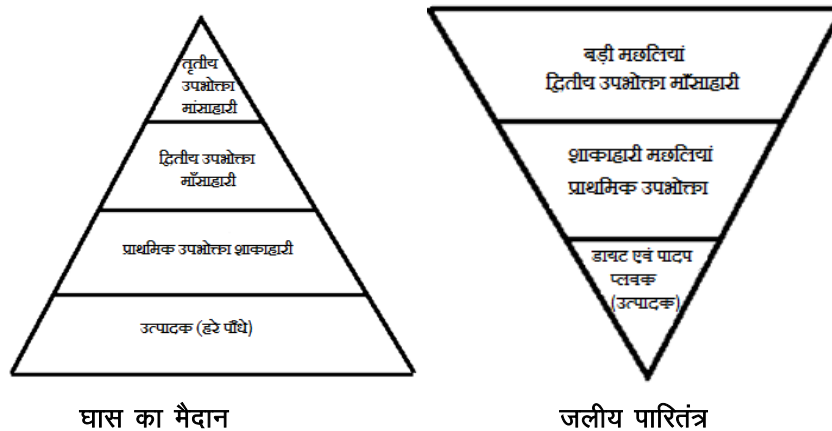 तृतीय
उपभोक्ता
मांसाहारी
द्वितीय उपभोक्ता
माँसाहारी
प्राथमिक उपभोक्ता शाकाहारी
उत्पादक (हरे पौधे)
घास का मैदान
बड़ी मछलियां
द्वितीय उपभोक्ता माँसाहारी
शाकाहारी मछलियां
प्राथमिक उपभोक्ता
डायट एवं पादप
प्लवक
(उत्पादक)
जलीय पारितंत्र